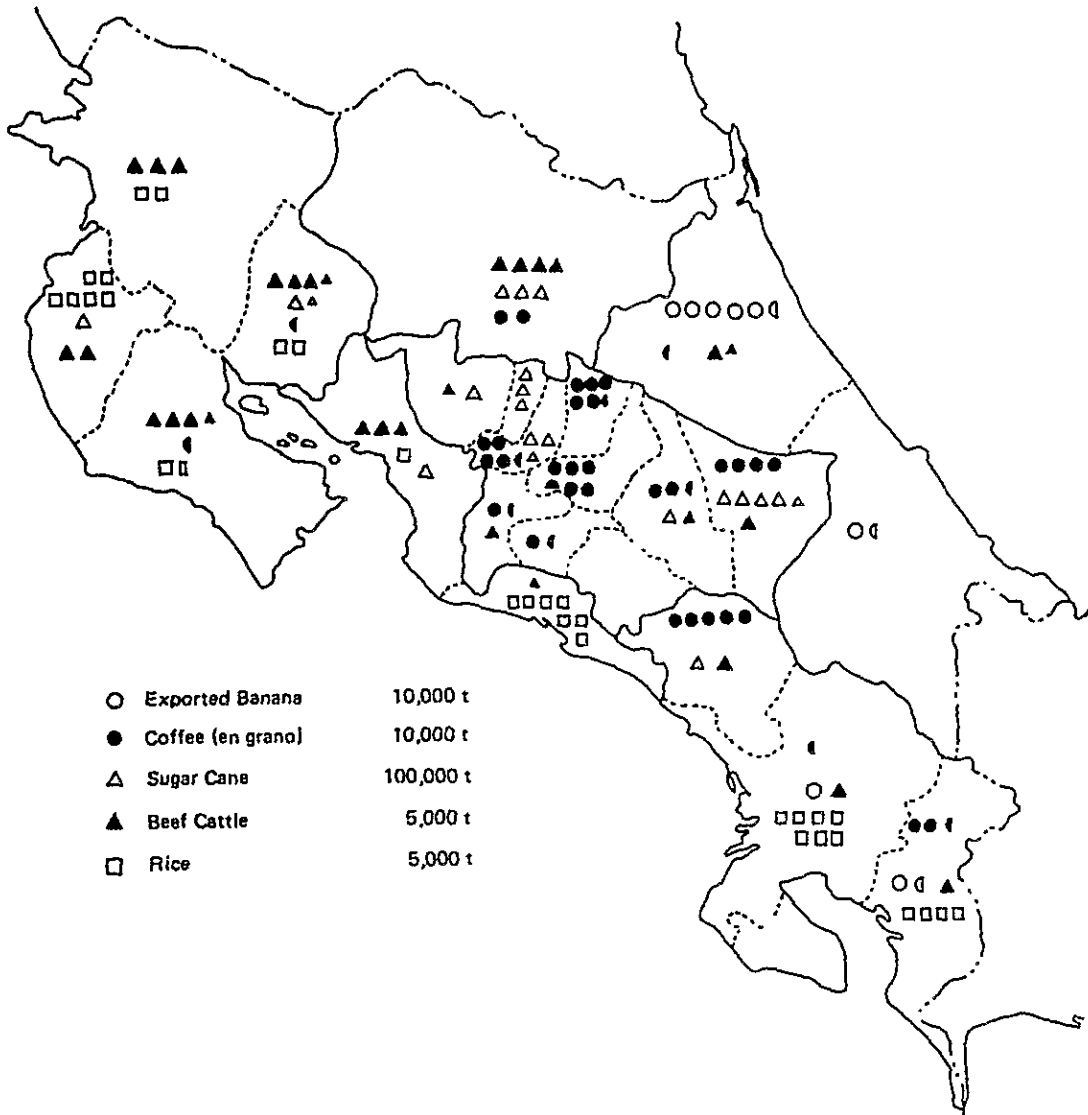 Exported Banana 10,000 t
Coffee (en grano) 10,000 t
Sugar Cane 100,000 t
Beef Cattle 5,000 t
Rice 5,000 t